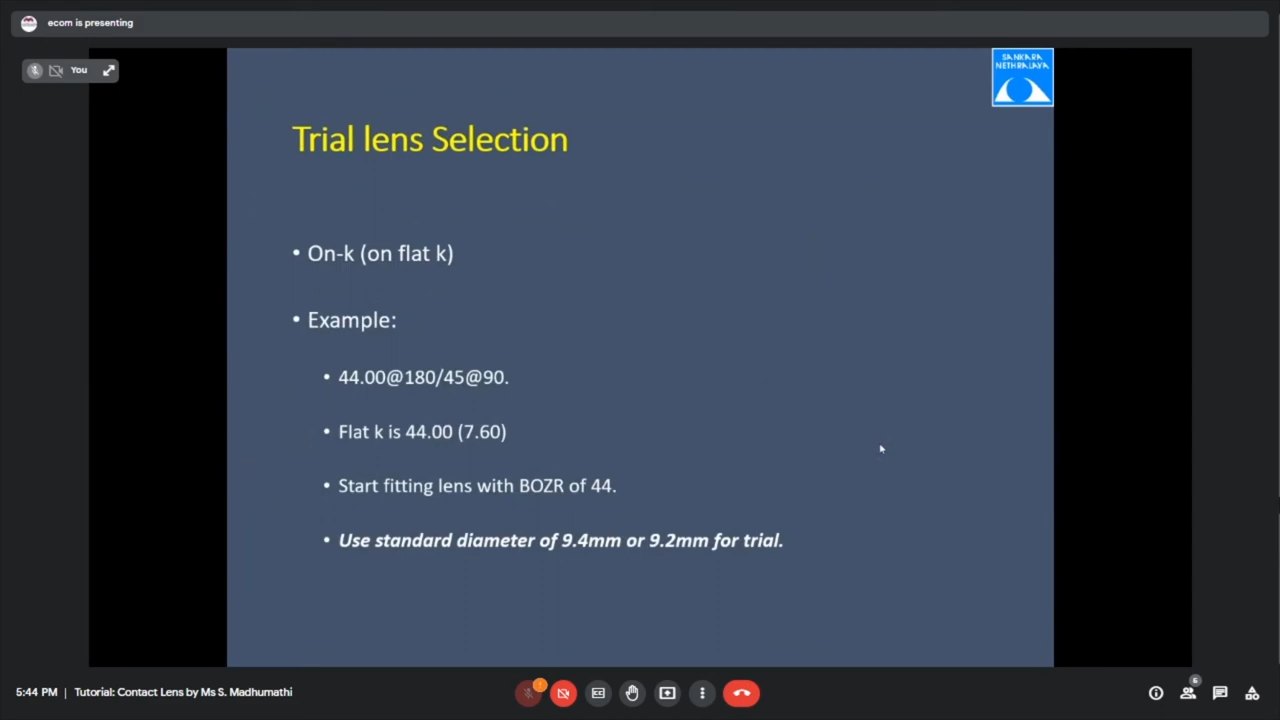 ecom is presenting
You
SANKARA
NETHRALAYA
Trial lens Selection
• On-k (on flat k)
• Example:
• 44.00@180/45@90.
• Flat k is 44.00 (7.60)
• Start fitting lens with BOZR of 44.
• Use standard diameter of 9.4mm or 9.2mm for trial.
5:44 PM | Tutorial: Contact Lens by Ms S. Madhumathi
6